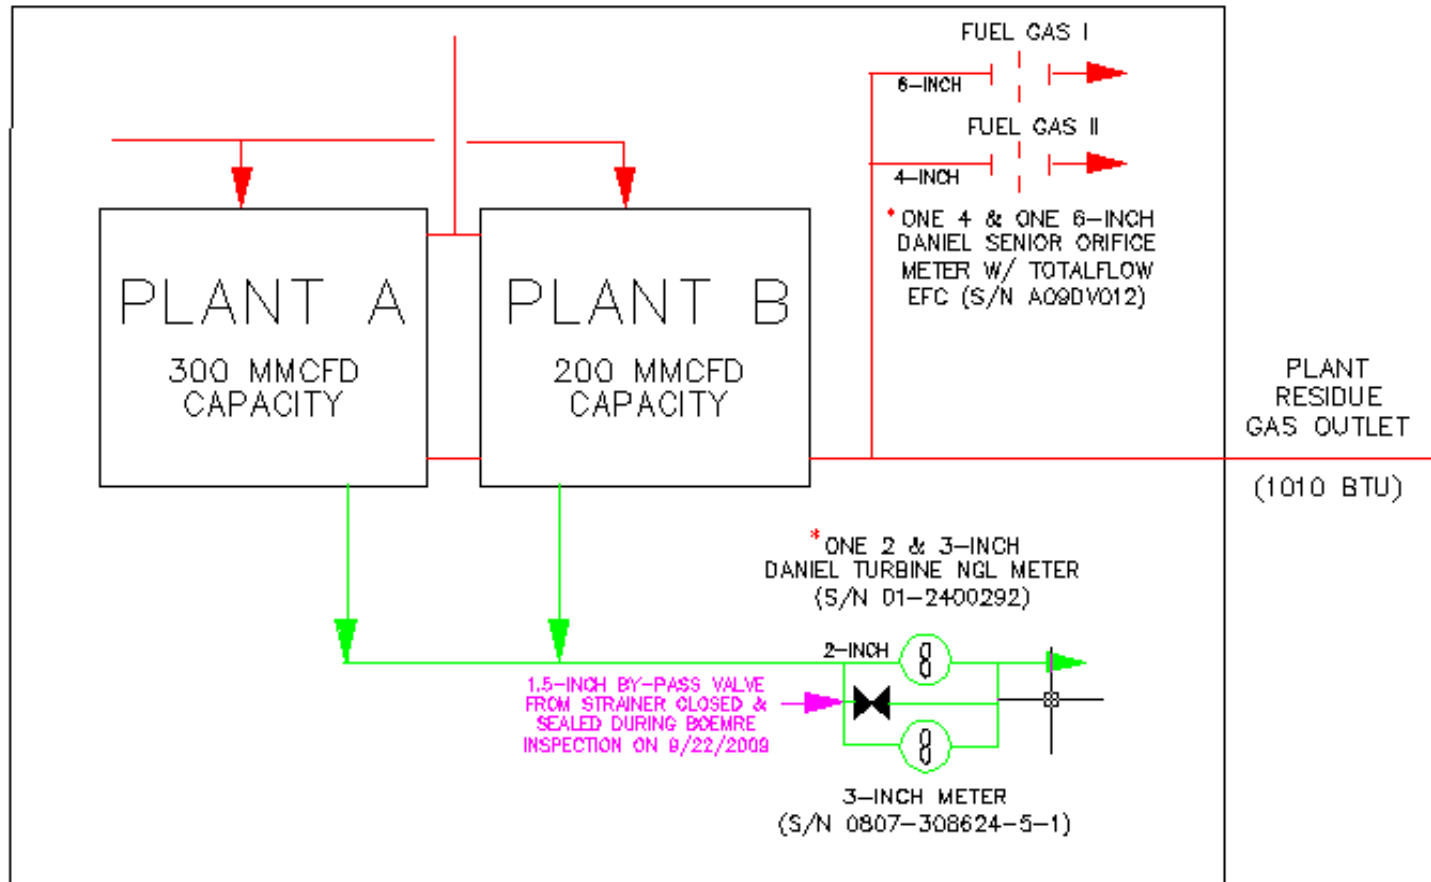 FUEL GAS I
6-INCH
FUEL GAS II
4-INCH
*ONE 4 & ONE 6-INCH
DANIEL SENIOR ORIFICE
METER W/ TOTALFLOW
EFC (S/N A09DV012)
PLANT A
300 MMCFD
CAPACITY
PLANT B
200 MMCFD
CAPACITY
PLANT
RESIDUE
GAS OUTLET
(1010 BTU)
*ONE 2 & 3-INCH
DANIEL TURBINE NGL METER
(S/N 01-2400292)
2-INCH
1.5-INCH BY-PASS VALVE
FROM STRAINER CLOSED &
SEALED DURING BOEMRE
INSPECTION ON 9/22/2009
3-INCH METER
(S/N 0807-308624-5-1)